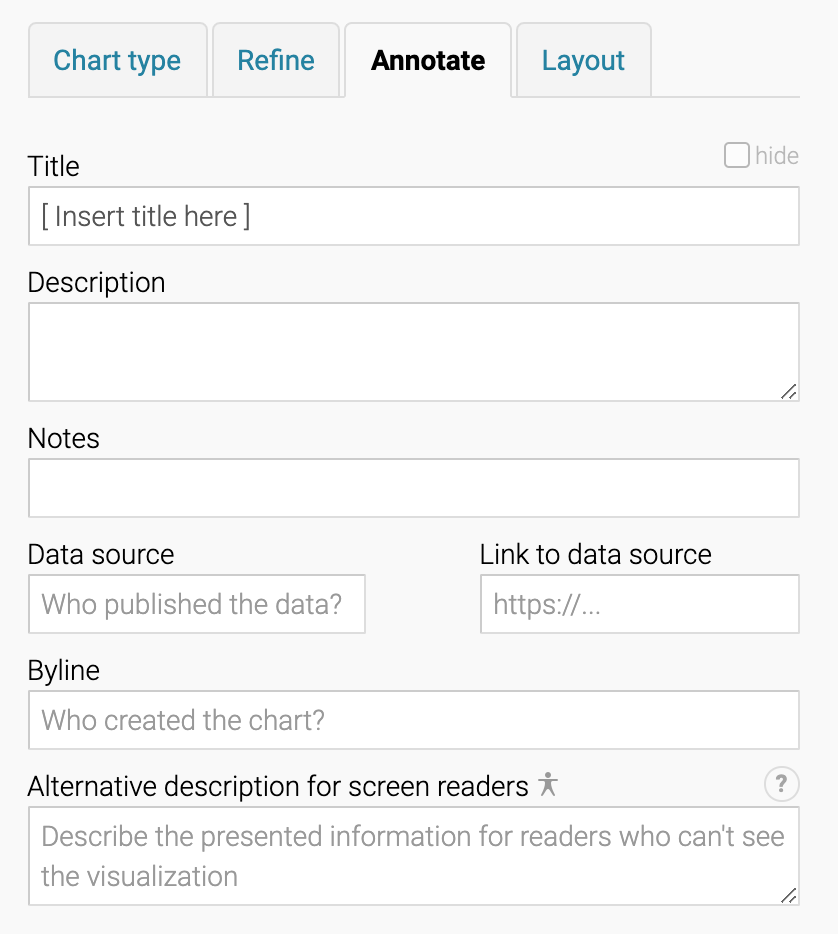 Chart type Refine Annotate Layout
Title hide
[ Insert title here ]
Description
Notes
Data source Link to data source
Who published the data? https://...
Byline
Who created the chart?
Alternative description for screen readers ?
Describe the presented information for readers who can't see
the visualization